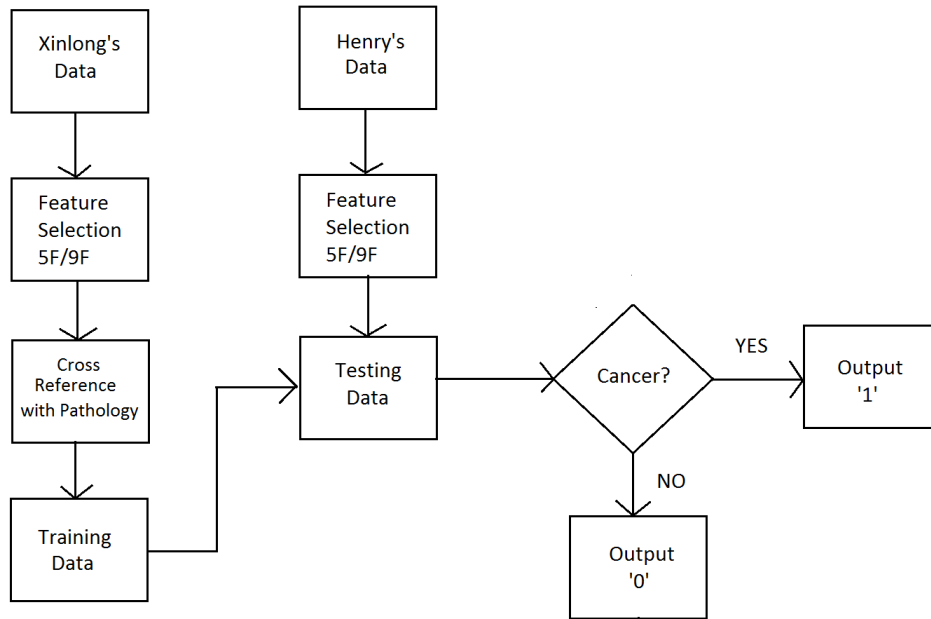 Xinlong's
Data
Feature
Selection
5F/9F
Cross
Reference
with Pathology
Training
Data
Henry's
Data
Feature
Selection
5F/9F
Testing
Data
Cancer?
YES
Output
'1'
NO
Output
'0'